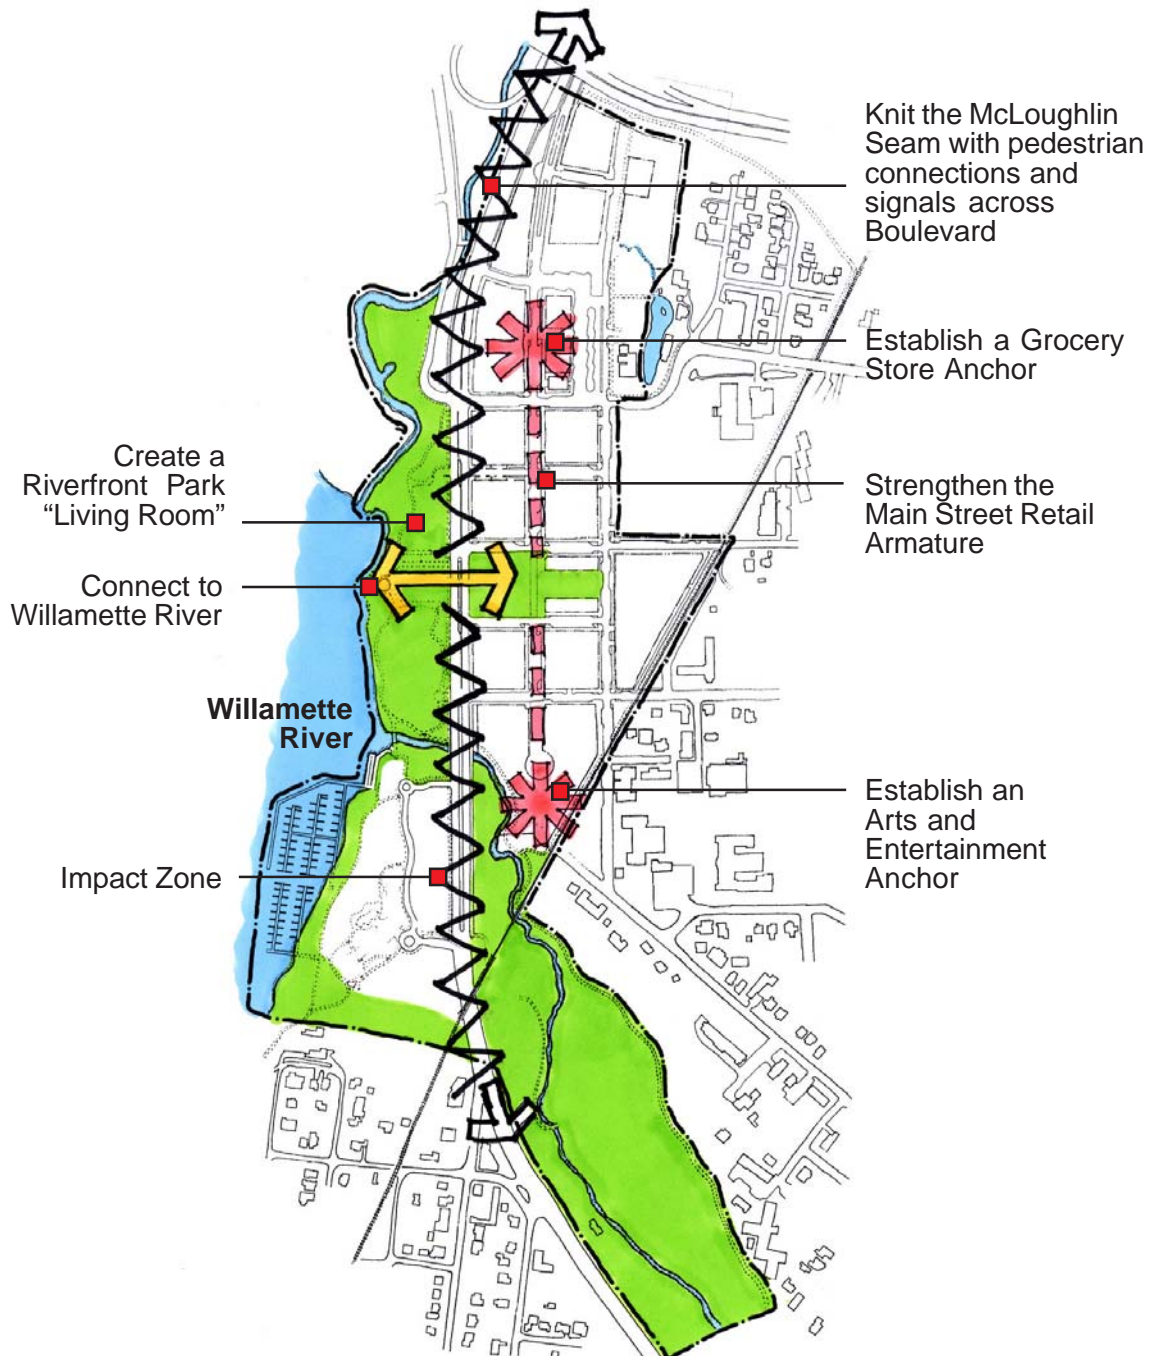 Knit the McLoughlin
Seam with pedestrian
connections and
signals across
Boulevard
Establish a Grocery
Store Anchor
Create a
Riverfront Park
“Living Room”
Strengthen the
Main Street Retail
Armature
Connect to
Willamette River
Willamette
River
Establish an
Arts and
Entertainment
Anchor
Impact Zone